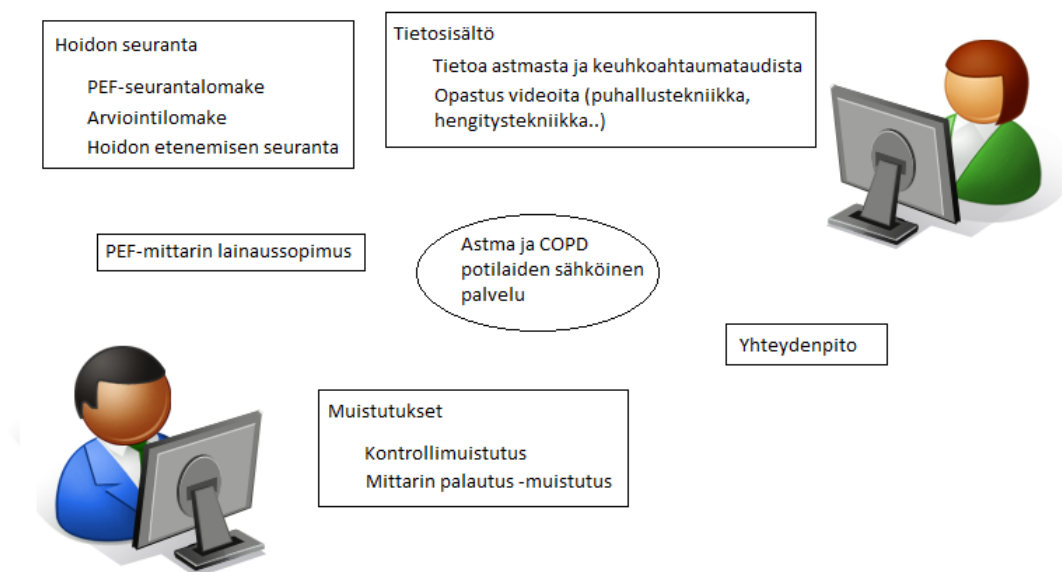 Hoidon seuranta
PEF-seurantalomake
Arviointilomake
Hoidon etenemisen seuranta
Tietosisältö
Tietoa astmasta ja keuhkoahtaumataudista
Opastus videoita (puhallustekniikka,
hengitystekniikka..)
PEF-mittarin lainaussopimus
Astma ja COPD
potilaiden sähköinen
palvelu
Yhteydenpito
Muistutukset
Kontrollimuistutus
Mittarin palautus -muistutus